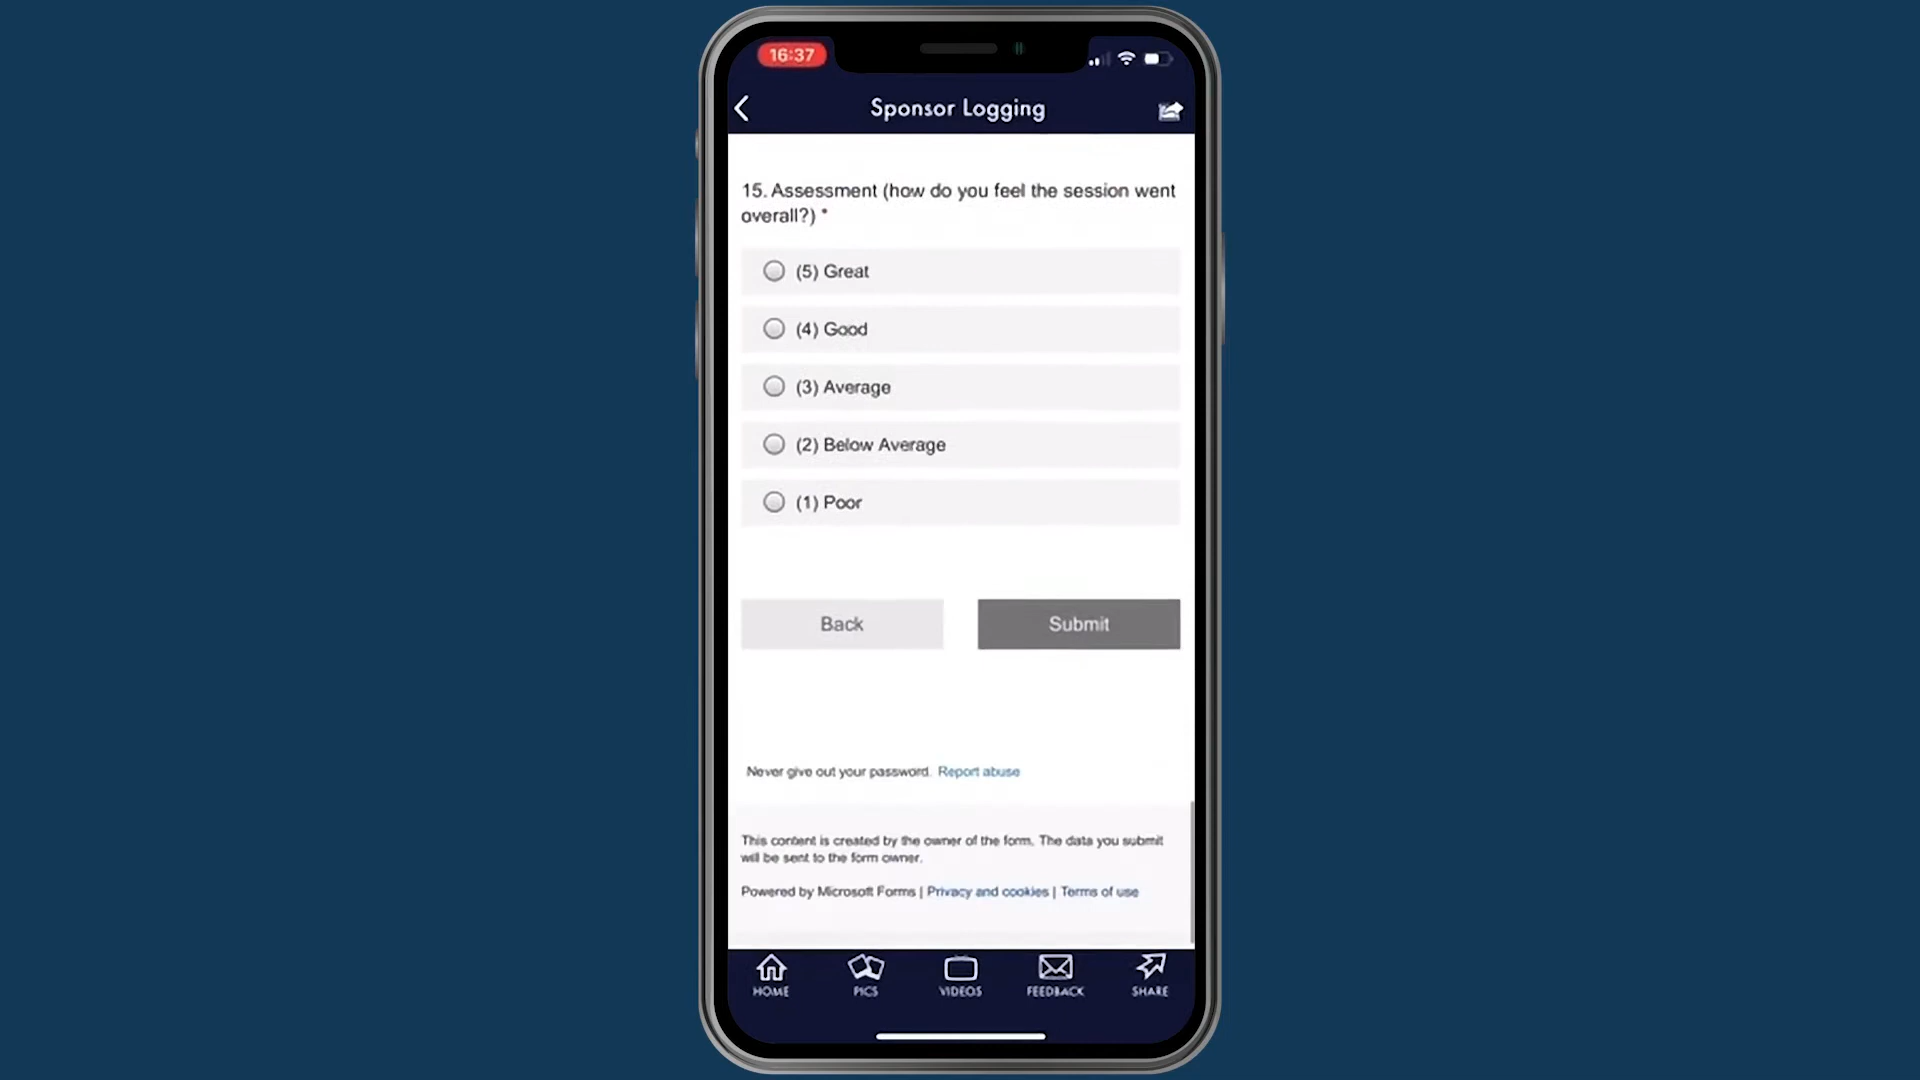 16:37
Sponsor Logging
15. Assessment (how do you feel the session went
overall?) *
(5) Great
(4) Good
(3) Average
(2) Below Average
(1) Poor
Back
Submit
Never give out your password. Report abuse
This content is created by the owner of the form. The data you submit
will be sent to the form owner.
Powered by Microsoft Forms | Privacy and cookies | Terms of use
HOME
PICS
VIDEOS
FEEDBACK
SHARE